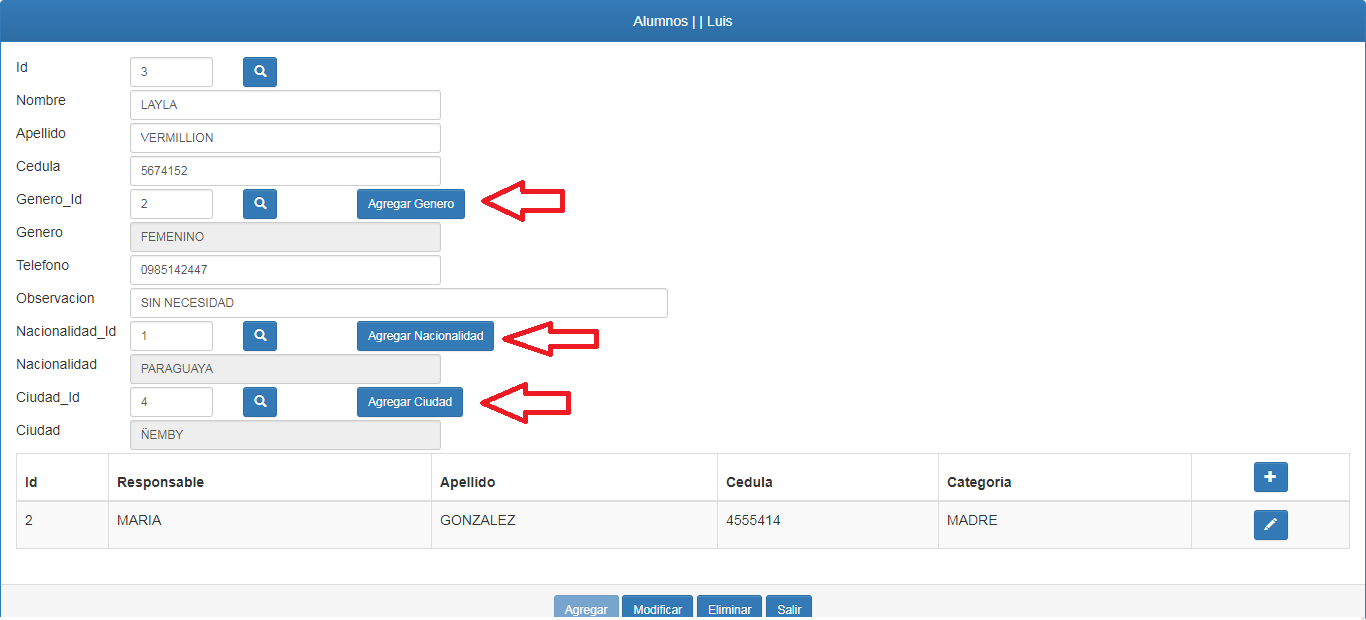 Alumnos | | Luis
Id 3
Nombre LAYLA
Apellido VERMILLION
Cedula 5674152
Genero_Id 2 Agregar Genero
Genero FEMENINO
Telefono 0985142447
Observacion SIN NECESIDAD
Nacionalidad_Id 1 Agregar Nacionalidad
Nacionalidad PARAGUAYA
Ciudad_Id 4 Agregar Ciudad
Ciudad ÑEMBY
Id Responsable Apellido Cedula Categoria
2 MARIA GONZALEZ 4555414 MADRE
Agregar Modificar Eliminar Salir